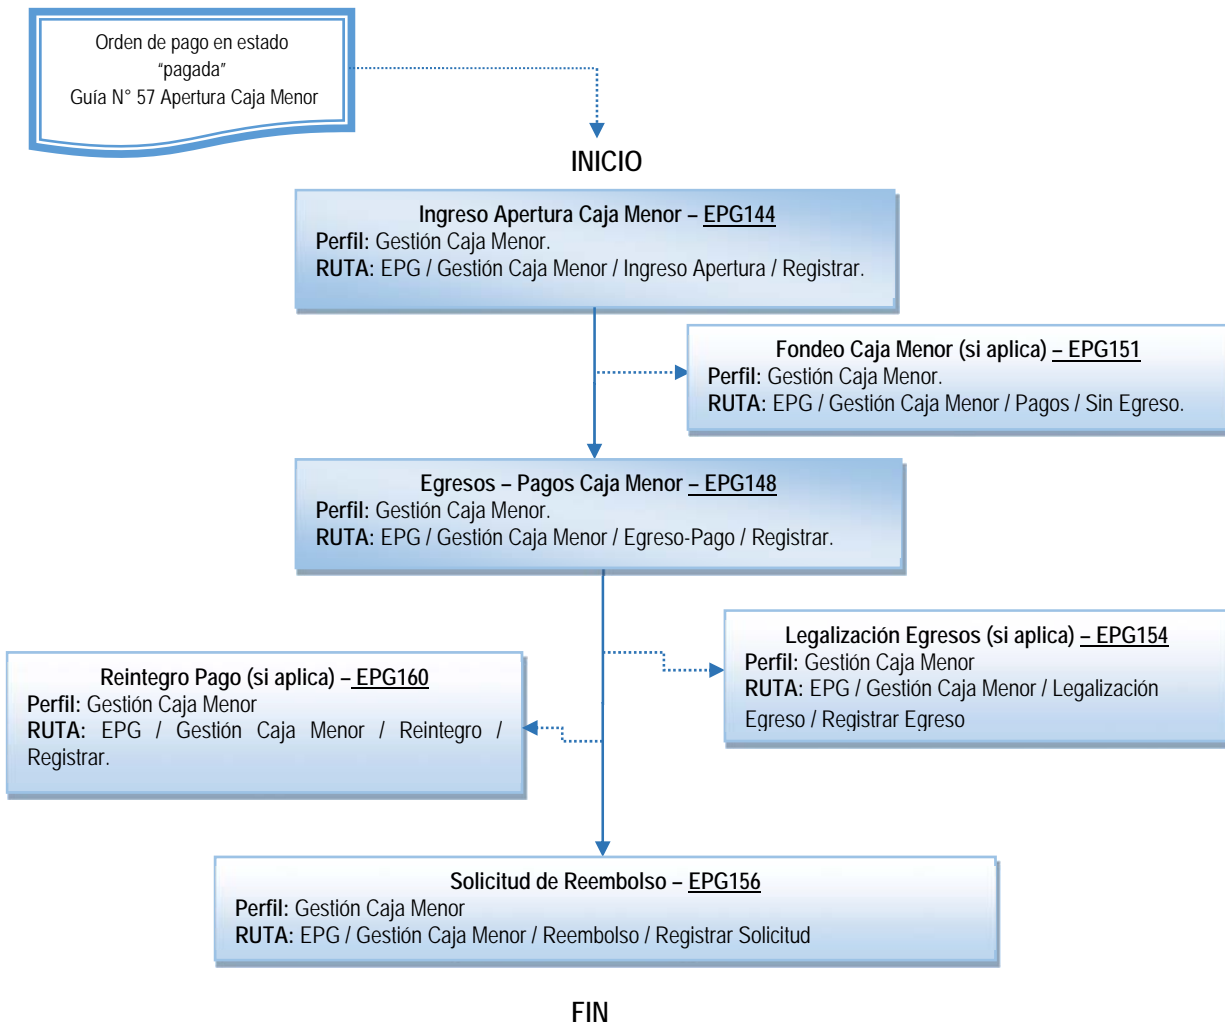 Orden de pago en estado
“pagada”
Guía N° 57 Apertura Caja Menor
INICIO
Ingreso Apertura Caja Menor – EPG144
Perfil: Gestión Caja Menor.
RUTA: EPG / Gestión Caja Menor / Ingreso Apertura / Registrar.
Fondeo Caja Menor (si aplica) – EPG151
Perfil: Gestión Caja Menor.
RUTA: EPG / Gestión Caja Menor / Pagos / Sin Egreso.
Egresos – Pagos Caja Menor – EPG148
Perfil: Gestión Caja Menor.
RUTA: EPG / Gestión Caja Menor / Egreso-Pago / Registrar.
Legalización Egresos (si aplica) – EPG154
Perfil: Gestión Caja Menor
RUTA: EPG / Gestión Caja Menor / Legalización
Egreso / Registrar Egreso
Reintegro Pago (si aplica) – EPG160
Perfil: Gestión Caja Menor
RUTA: EPG / Gestión Caja Menor / Reintegro /
Registrar.
Solicitud de Reembolso – EPG156
Perfil: Gestión Caja Menor
RUTA: EPG / Gestión Caja Menor / Reembolso / Registrar Solicitud
FIN